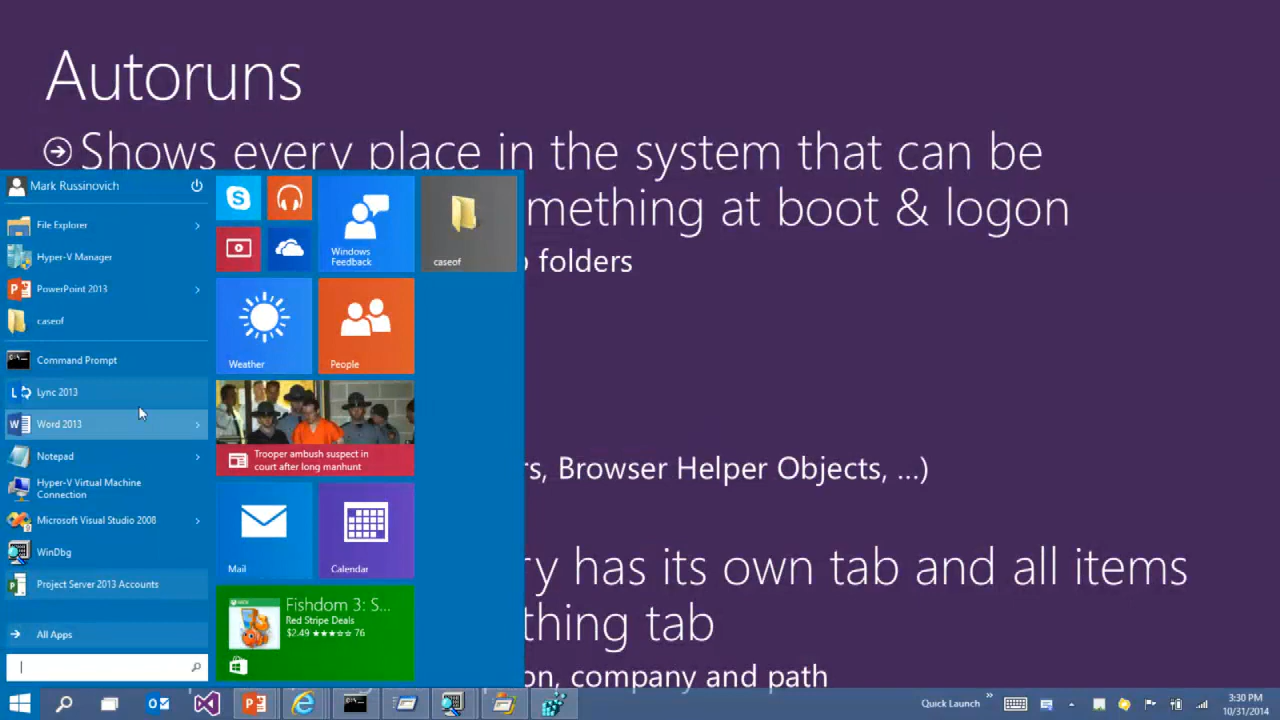 Autoruns
Shows every place in the system that can be
mething at boot & logon
folders
rs, Browser Helper Objects, ...)
ry has its own tab and all items
thing tab
on, company and path
Mark Russinovich
File Explorer
Hyper-V Manager
PowerPoint 2013
caseof
Command Prompt
Lync 2013
Word 2013
Notepad
Hyper-V Virtual Machine
Connection
Microsoft Visual Studio 2008
WinDbg
Project Server 2013 Accounts
All Apps
Windows
Feedback
caseof
Weather
People
Trooper ambush suspect in
court after long manhunt
Mail
Calendar
Fishdom 3: S...
Red Stripe Deals
$2.49 ★★★☆☆ 76
Quick Launch
3:30 PM
10/31/2014